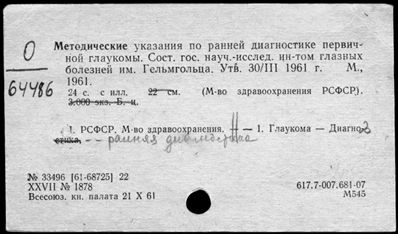 О
64486
Методические указания по ранней диагностике первич-
ной глаукомы. Сост. гос. науч.-исслед. ин-том глазных
болезней им. Гельмгольца. Утв. 30/III 1961 г. М.,
1961.
24 с. с илл. 22 см. (М-во здравоохранения РСФСР).
3.000 экз. Б. ц.
1. РСФСР. М-во здравоохранения. — 1. Глаукома — Диагно-
стика. -- ранняя диагностика
№ 33496 [61-68725] 22
XXVII № 1878
Всесоюз. кн. палата 21 X 61
617.7-007.681-07
М545